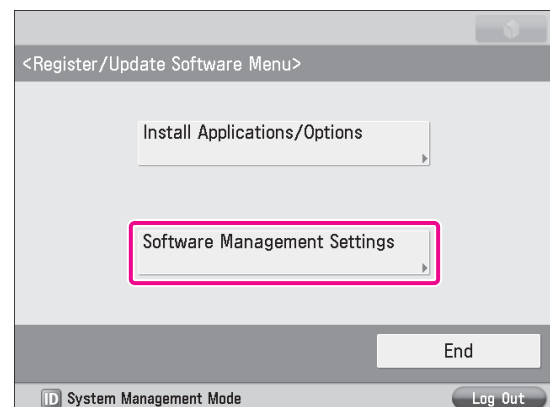 <Register/Update Software Menu>
Install Applications/Options
Software Management Settings
End
ID System Management Mode
Log Out